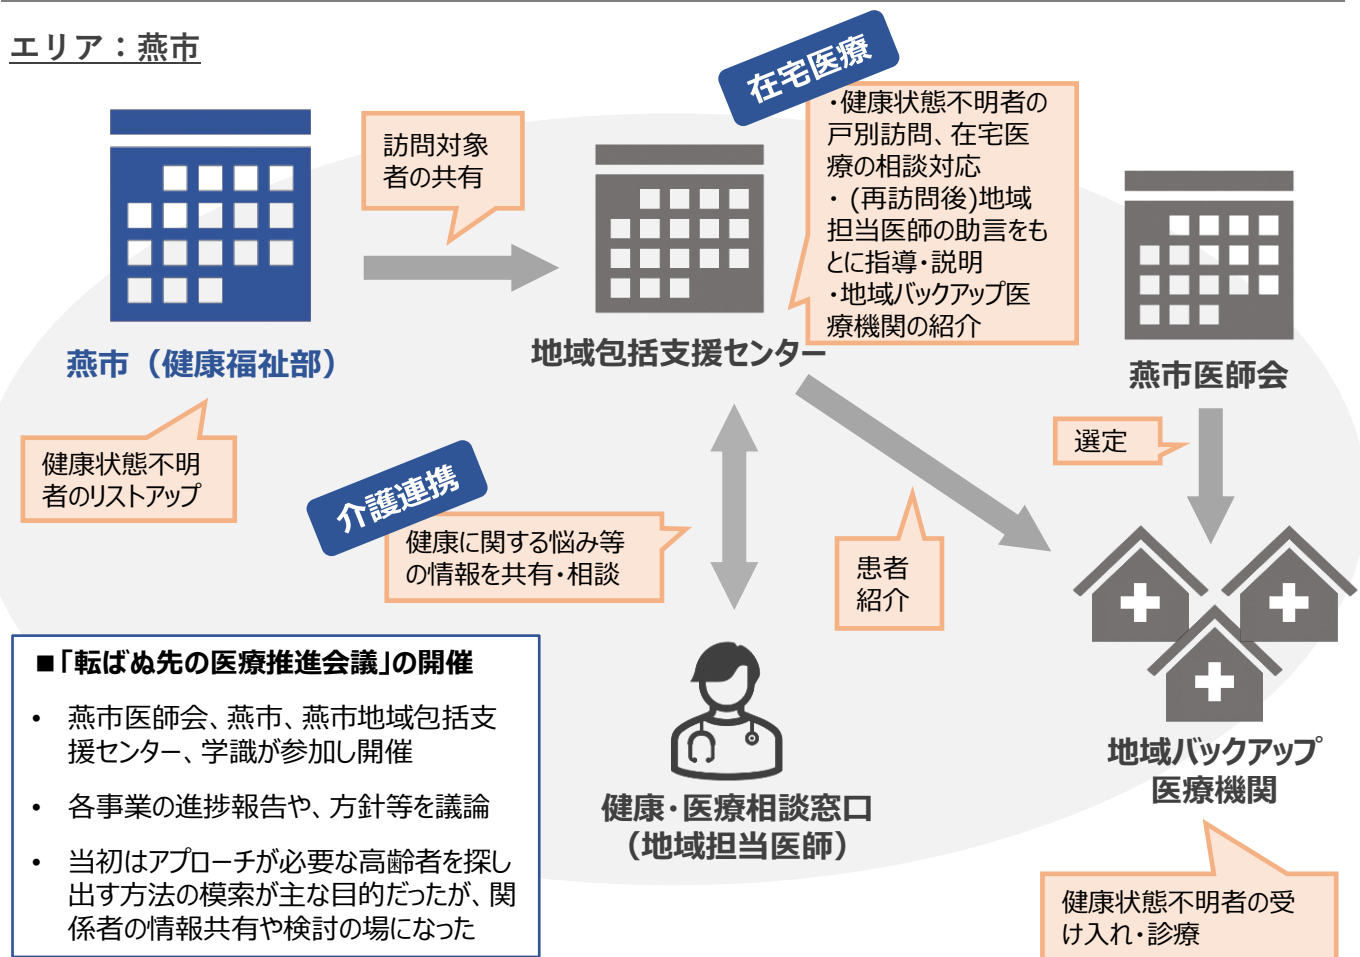 エリア：燕市
在宅医療
・健康状態不明者の
戸別訪問、在宅医
療の相談対応
・ (再訪問後)地域
担当医師の助言をも
とに指導・説明
・地域バックアップ医
療機関の紹介
訪問対象
者の共有
燕市（健康福祉部）
地域包括支援センター
燕市医師会
健康状態不明
者のリストアップ
選定
介護連携
健康に関する悩み等
の情報を共有・相談
患者
紹介
■「転ばぬ先の医療推進会議」の開催
• 燕市医師会、燕市、燕市地域包括支
援センター、学識が参加し開催
• 各事業の進捗報告や、方針等を議論
• 当初はアプローチが必要な高齢者を探し
出す方法の模索が主な目的だったが、関
係者の情報共有や検討の場になった
健康・医療相談窓口
（地域担当医師）
地域バックアップ
医療機関
健康状態不明者の受
け入れ・診療